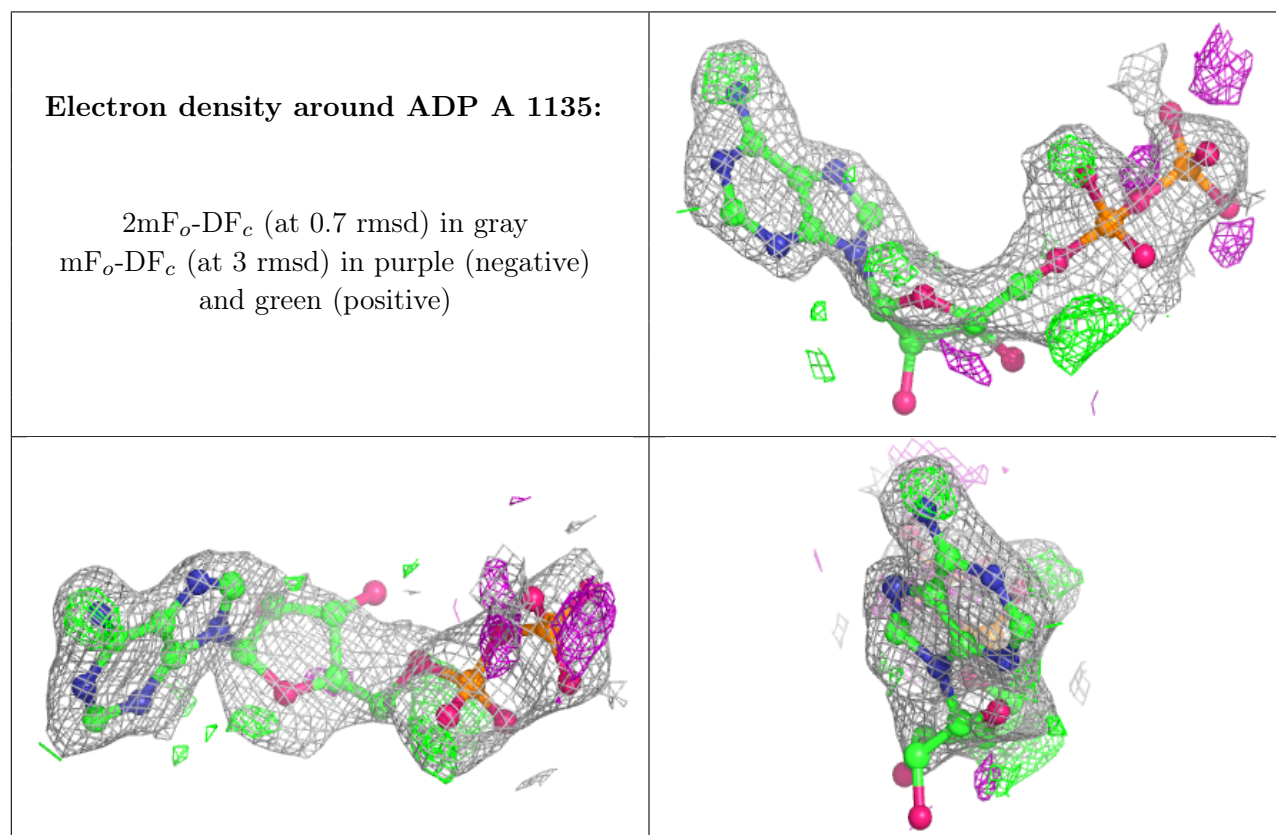 Electron density around ADP A 1135:
2mFo-DFc (at 0.7 rmsd) in gray
mFo-DFc (at 3 rmsd) in purple (negative)
and green (positive)